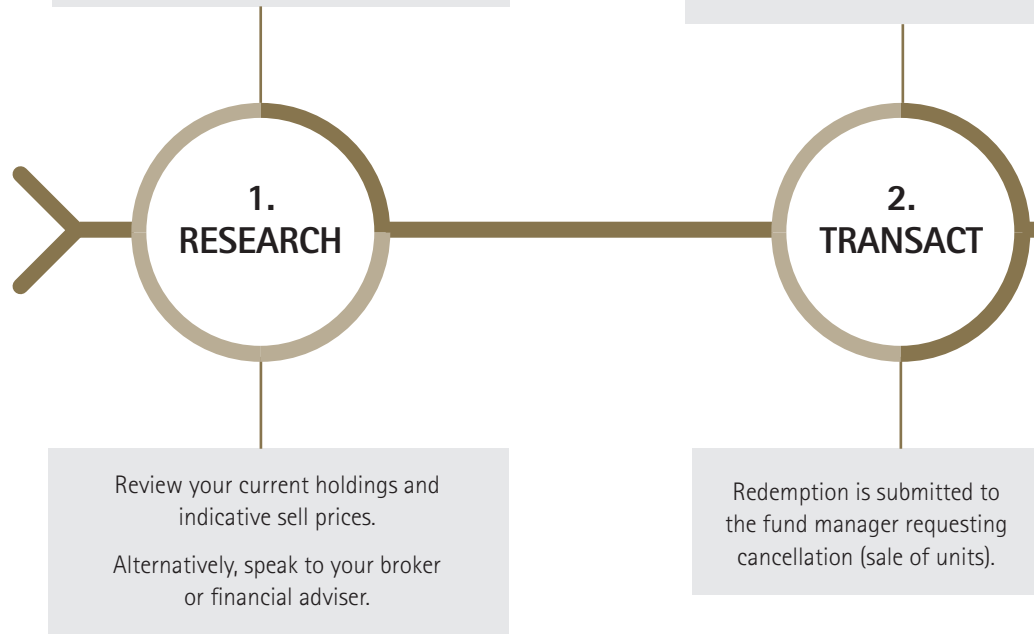 1.
RESEARCH
2.
TRANSACT
Review your current holdings and
indicative sell prices.
Alternatively, speak to your broker
or financial adviser.
Redemption is submitted to
the fund manager requesting
cancellation (sale of units).